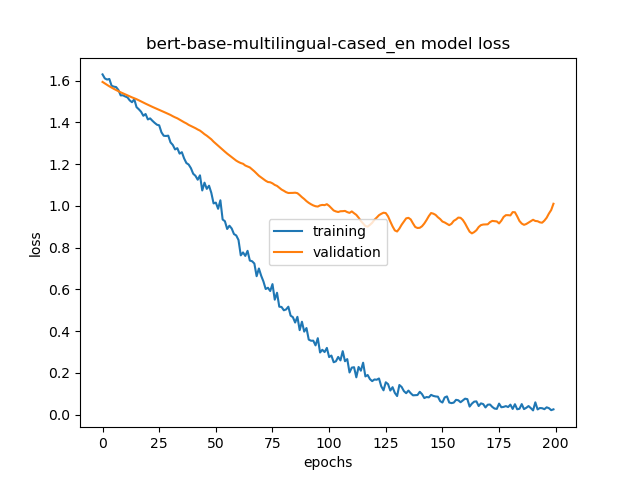 bert-base-multilingual-cased_en model loss
loss
1.6
1.4
1.2
1.0
0.8
0.6
0.4
0.2
0.0
training
validation
0 25 50 75 100 125 150 175 200
epochs